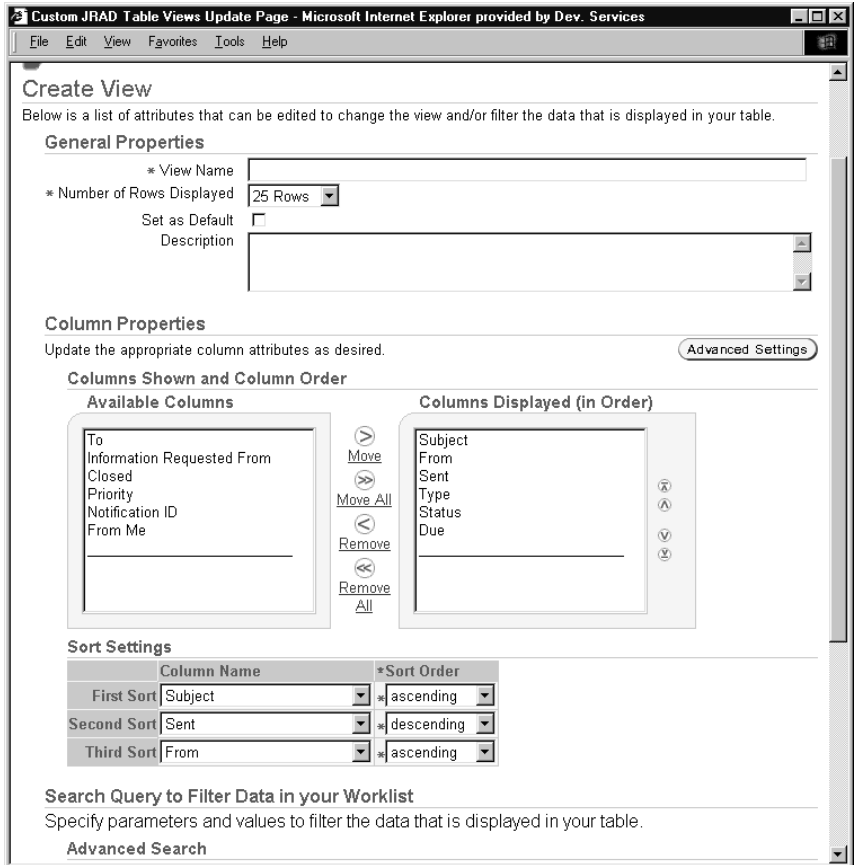 Custom JRAD Table Views Update Page - Microsoft Internet Explorer provided by Dev. Services
File Edit View Favorites Tools Help
Create View
Below is a list of attributes that can be edited to change the view and/or filter the data that is displayed in your table.
General Properties
* View Name
* Number of Rows Displayed 25 Rows
Set as Default
Description
Column Properties
Update the appropriate column attributes as desired. Advanced Settings
Columns Shown and Column Order
Available Columns Columns Displayed (in Order)
To
Information Requested From
Closed
Priority
Notification ID
From Me
Move
Move All
Remove
Remove
All
Subject
From
Sent
Type
Status
Due
Sort Settings
Column Name *Sort Order
First Sort Subject * ascending
Second Sort Sent * descending
Third Sort From * ascending
Search Query to Filter Data in your Worklist
Specify parameters and values to filter the data that is displayed in your table.
Advanced Search